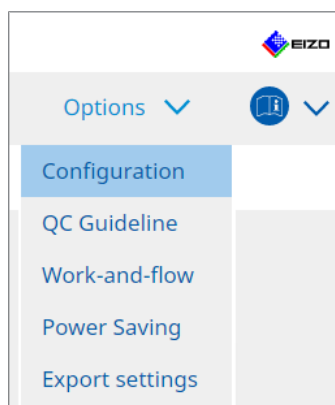 EIZO
Options
Configuration
QC Guideline
Work-and-flow
Power Saving
Export settings